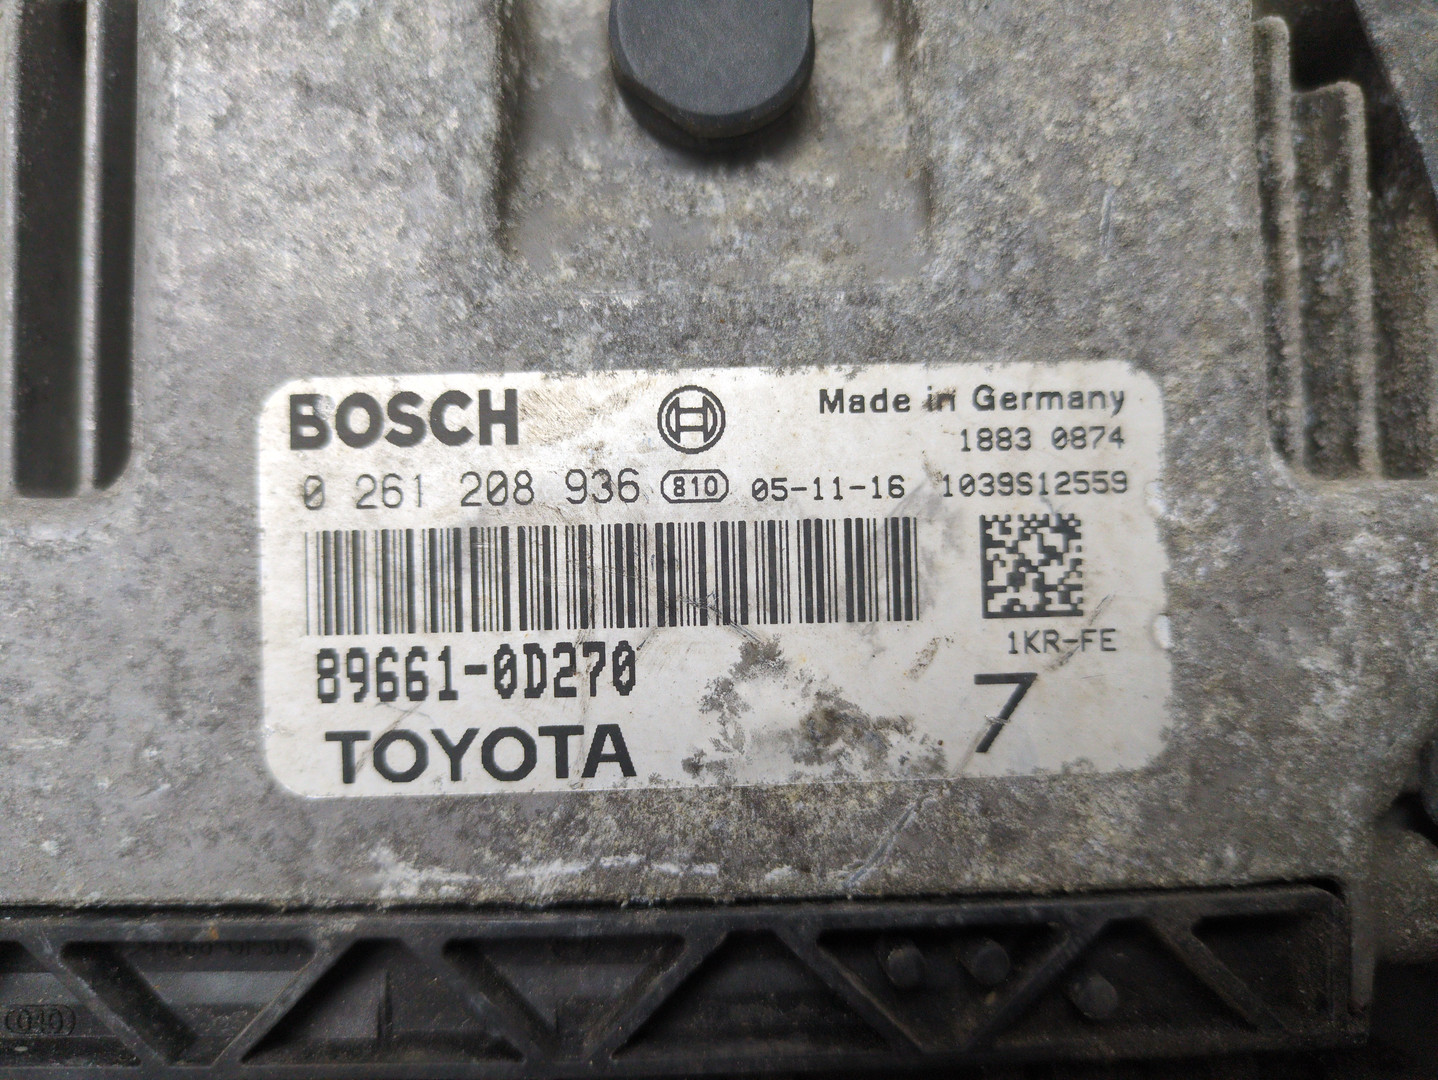 BOSCH Made in Germany
1883 0874
0 261 208 936 810 05-11-16 1039S12559
1KR-FE
89661-0D270
7
TOYOTA
(040)